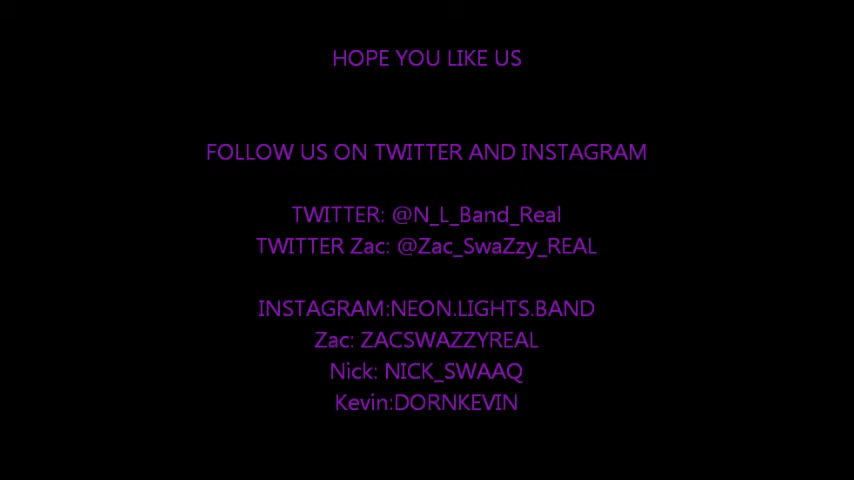 HOPE YOU LIKE US
FOLLOW US ON TWITTER AND INSTAGRAM
TWITTER: @N_L_Band_Real
TWITTER Zac: @Zac_SwaZzy_REAL
INSTAGRAM:NEON.LIGHTS.BAND
Zac: ZACSWAZZYREAL
Nick: NICK_SWAAQ
Kevin:DORNKEVIN